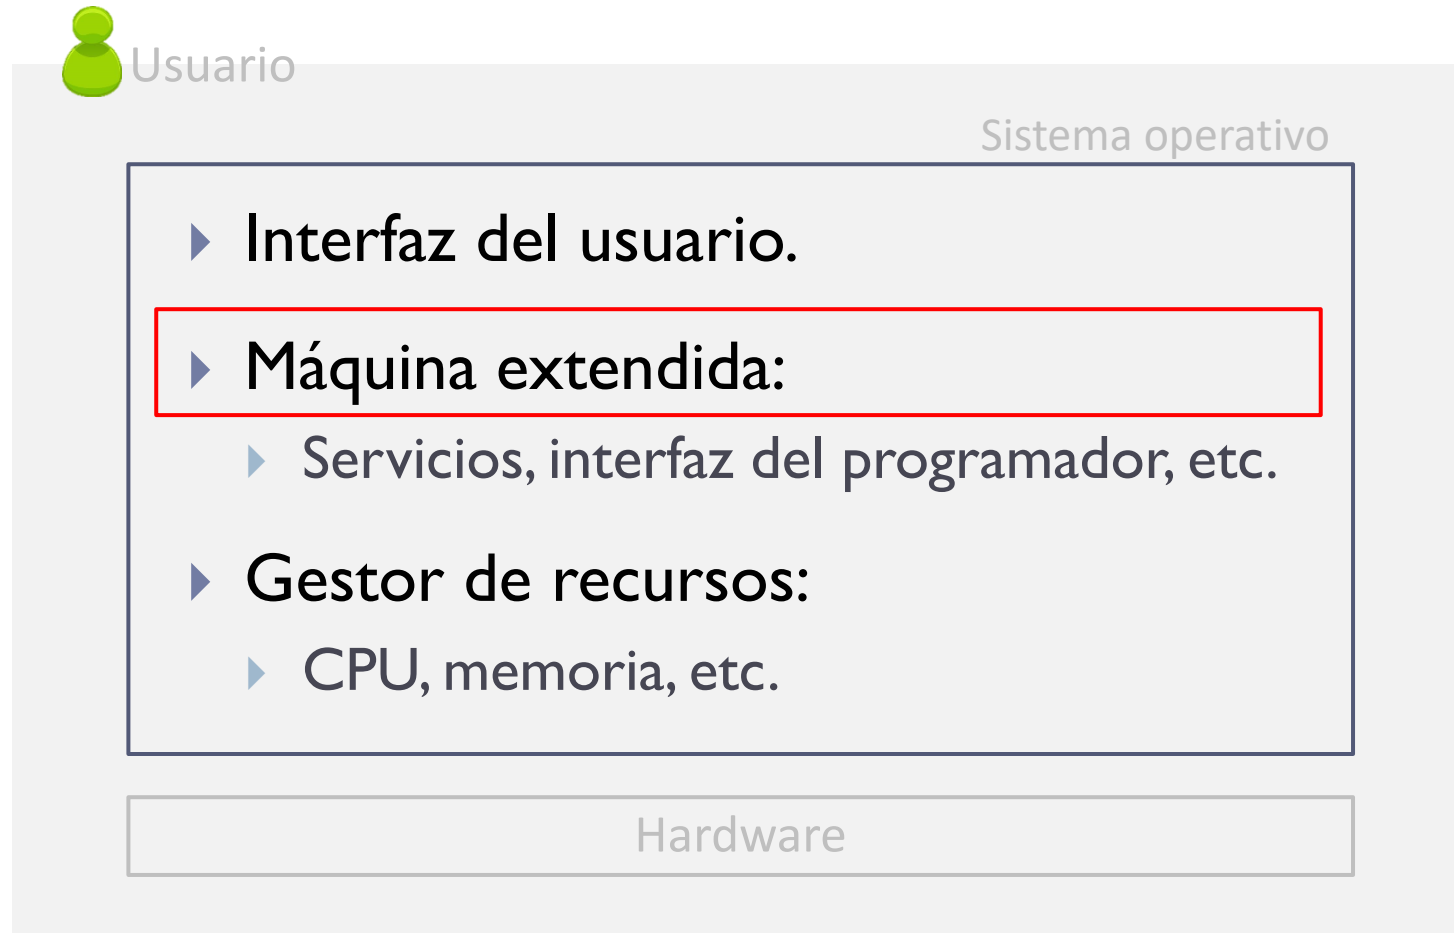 Usuario
Sistema operativo
Interfaz del usuario.
Máquina extendida:
Servicios, interfaz del programador, etc.
Gestor de recursos:
CPU, memoria, etc.
Hardware